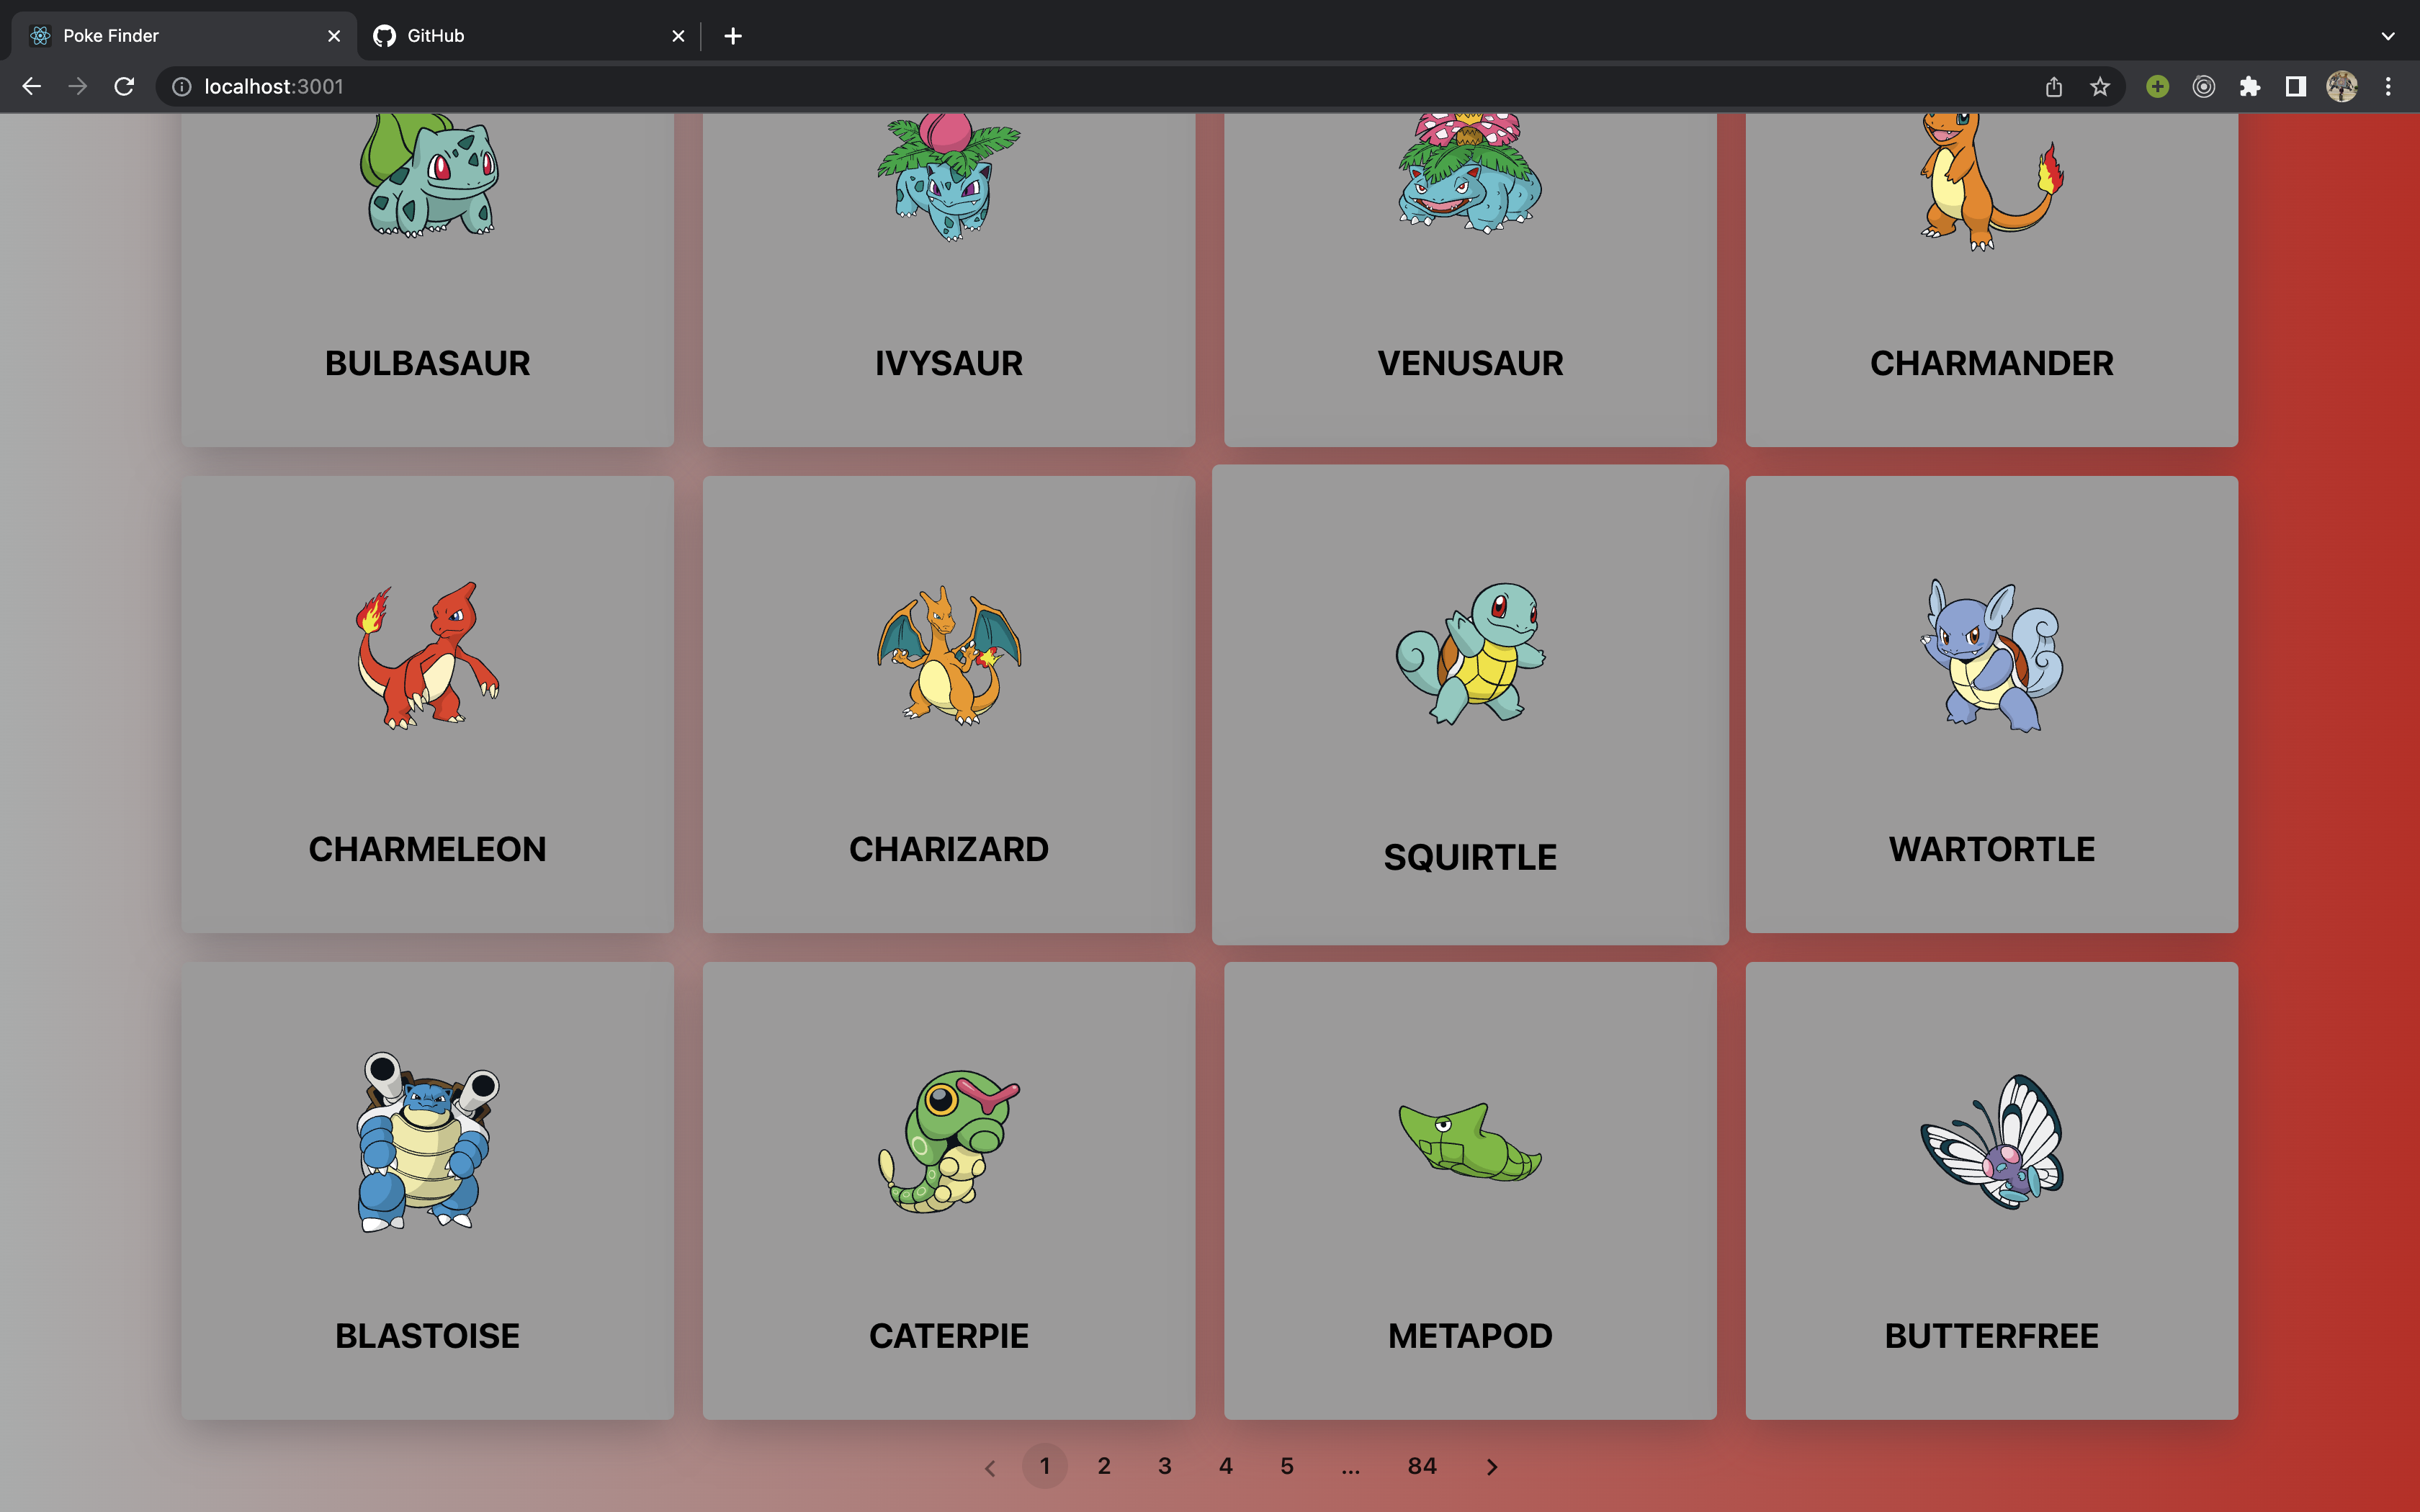 Poke Finder
GitHub
localhost:3001
BULBASAUR
IVYSAUR
VENUSAUR
CHARMANDER
CHARMELEON
CHARIZARD
SQUIRTLE
WARTORTLE
BLASTOISE
CATERPIE
METAPOD
BUTTERFREE
1 2 3 4 5 ... 84